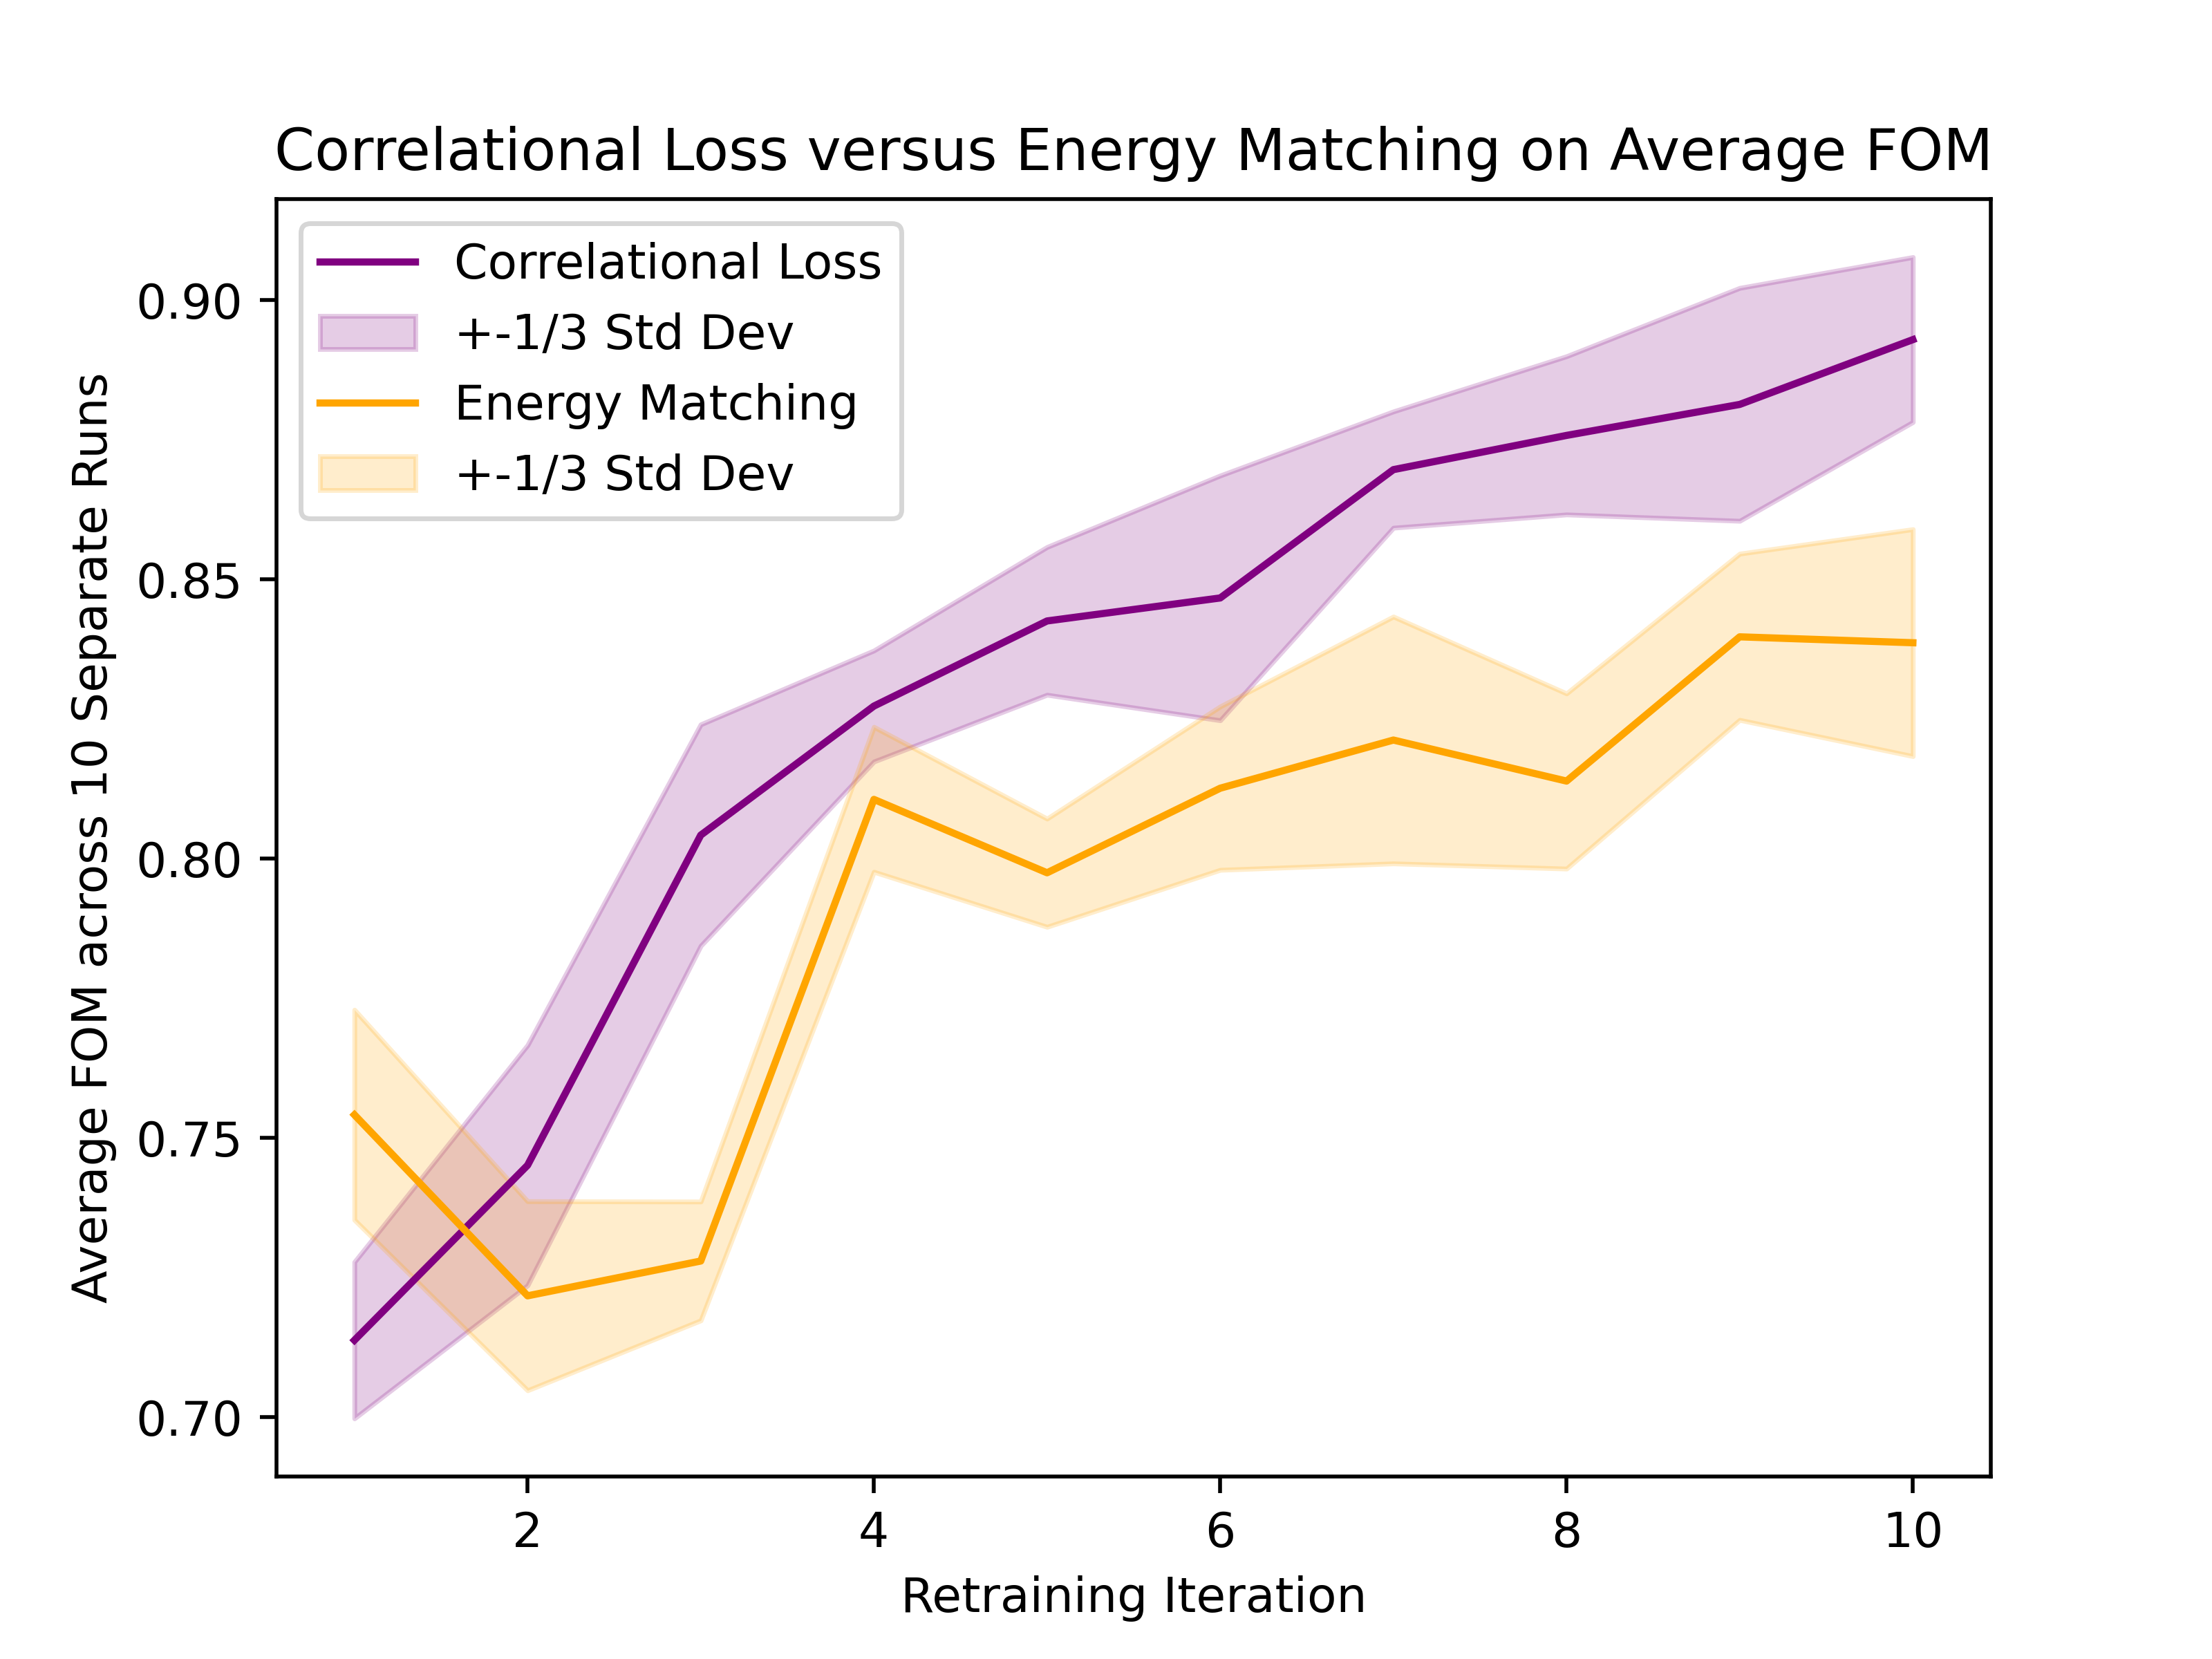 Correlational Loss versus Energy Matching on Average FOM
Correlational Loss
+-1/3 Std Dev
Energy Matching
+-1/3 Std Dev
Average FOM across 10 Separate Runs
0.90
0.85
0.80
0.75
0.70
2 4 6 8 10
Retraining Iteration